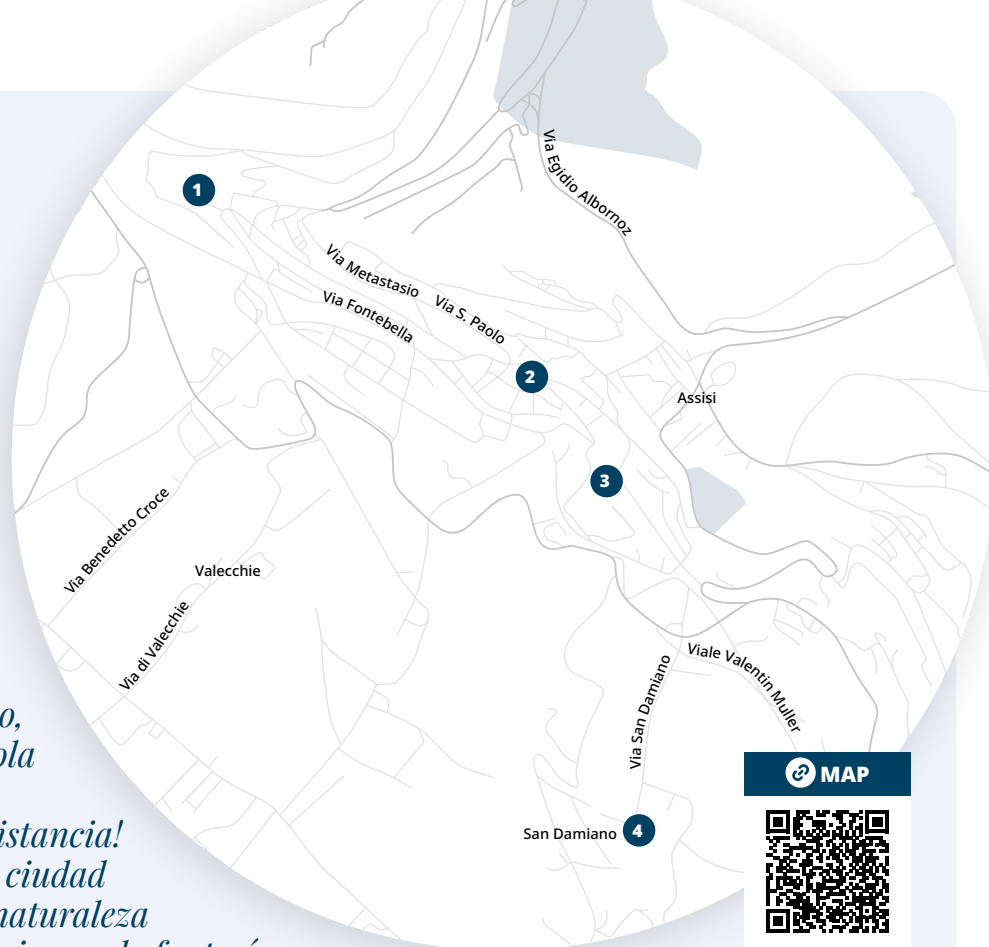 Via Egidio Albornoz
1
Via Metastasio
Via Fontebella
Via S. Paolo
2
Assisi
3
Via Benedetto Croce
Valecchie
Via di Valecchie
Viale Valentin Muller
Via San Damiano
San Damiano
4
MAP
istancia!
ciudad
naturaleza